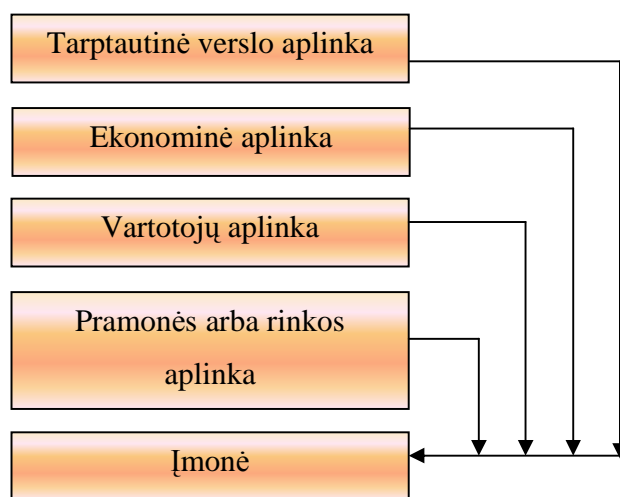 Tarptautinė verslo aplinka
Ekonominė aplinka
Vartotojų aplinka
Pramonės arba rinkos
aplinka
Įmonė